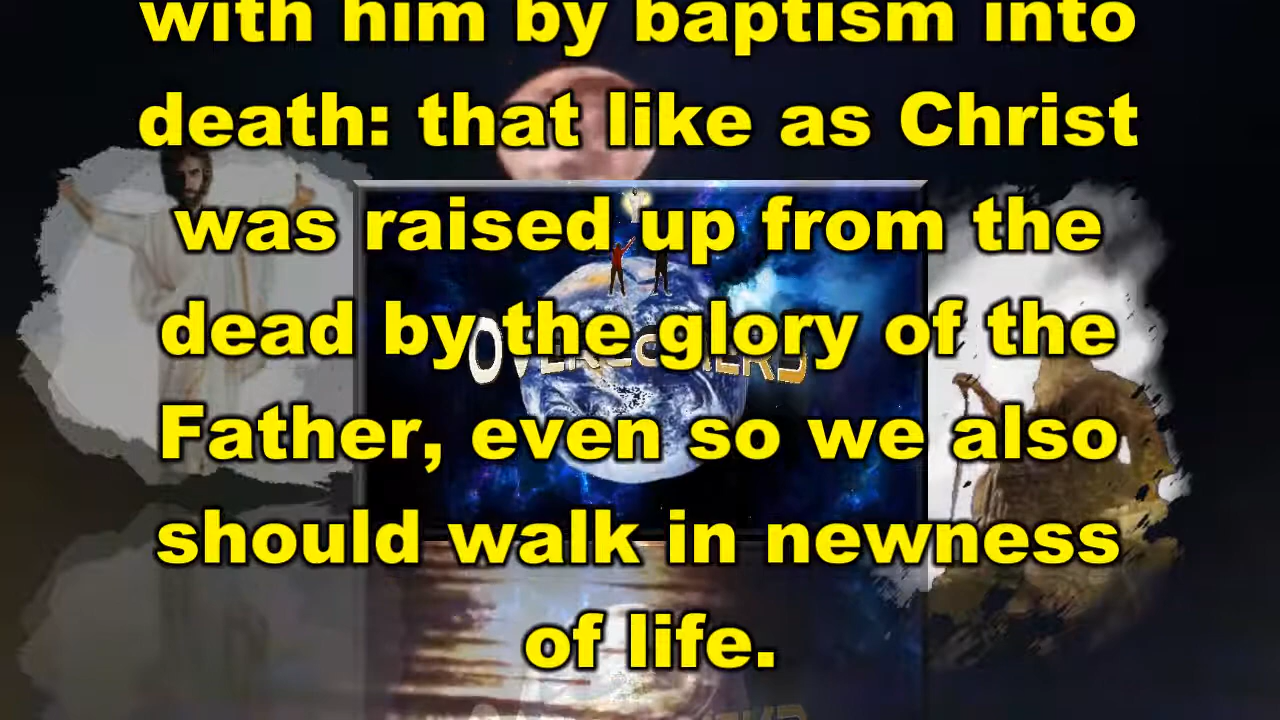 with him by baptism into
death: that like as Christ
was raised up from the
dead by the glory of the
Father, even so we also
should walk in newness
of life.
OVERCOMERS